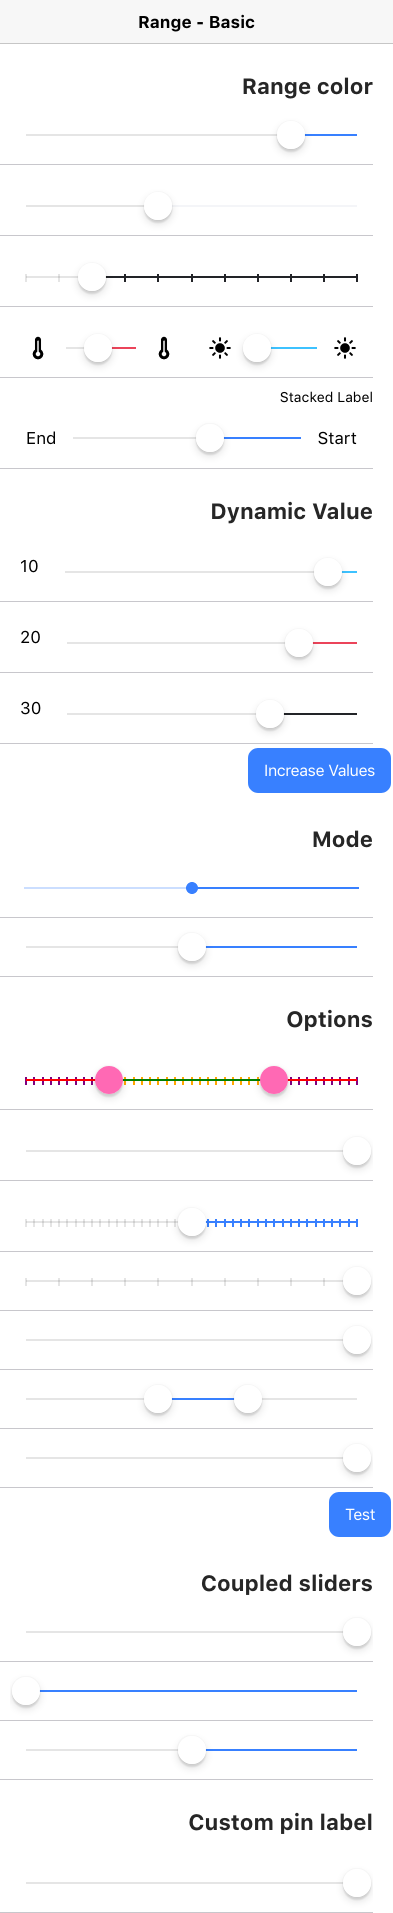 Range - Basic
Range color
Stacked Label
End Start
Dynamic Value
10
20
30
Increase Values
Mode
Options
Test
Coupled sliders
Custom pin label